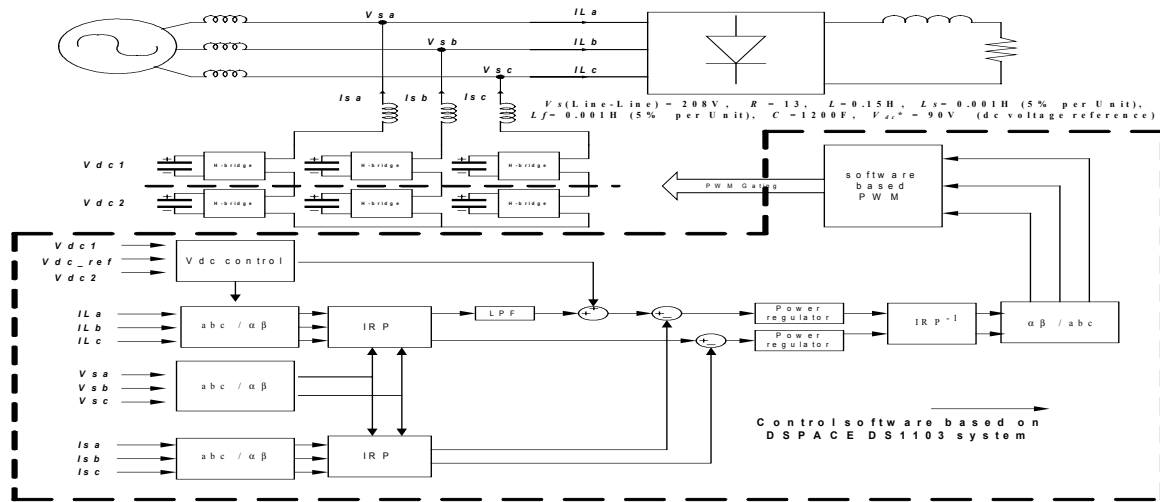 Vsa ILa
Vsb ILb
Vsc ILc
Isa Isb Isc
Vs(Line-Line) = 208V, R = 13, L=0.15H, Ls=0.001H (5% per Unit),
Lf=0.001H (5% per Unit), C =1200F, Vdc* = 90V (dc voltage reference)
Vdc1 H-bridge H-bridge H-bridge
Vdc2 H-bridge H-bridge H-bridge
PWM Gating
software
based
PWM
Vdc1
Vdc_ref
Vdc2
Vdc control
ILa
ILb
ILc
abc / αβ
IRP
LPF
+
+ -
+ -
Power
regulator
Power
regulator
IRP-1
αβ / abc
Vsa
Vsb
Vsc
abc / αβ
Isa
Isb
Isc
abc / αβ
IRP
Control software based on
DSPACE DS1103 system